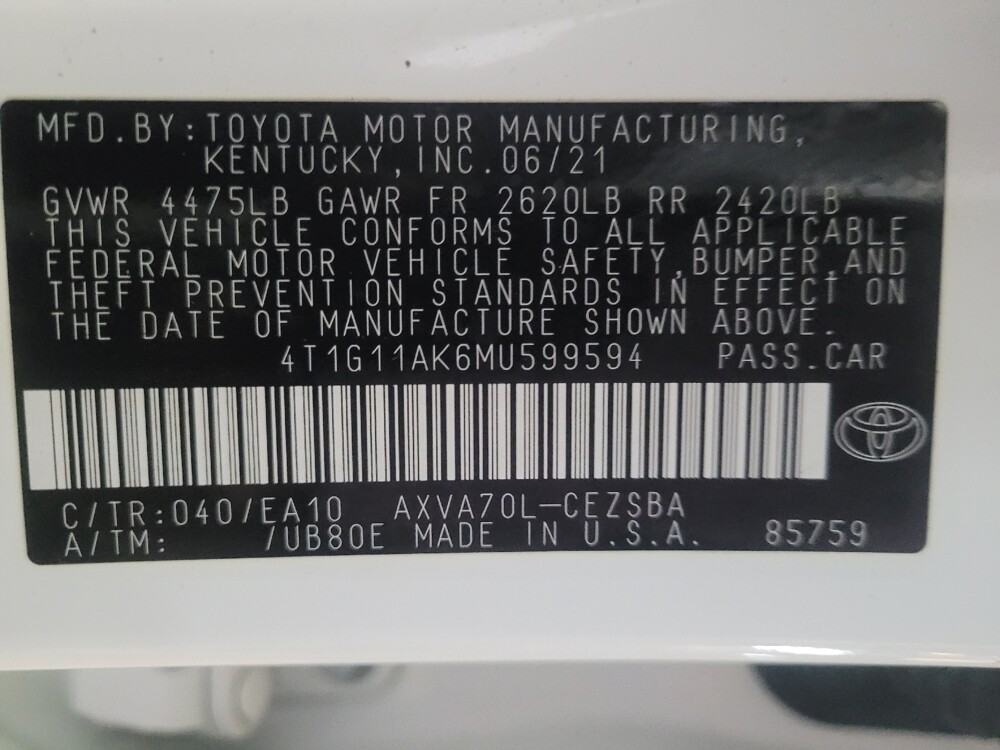 MFD.BY:TOYOTA MOTOR MANUFACTURING,
KENTUCKY,INC.06/21
GVWR 4475LB GAWR FR 2620LB RR 2420LB
THIS VEHICLE CONFORMS TO ALL APPLICABLE
FEDERAL MOTOR VEHICLE SAFETY,BUMPER,AND
THEFT PREVENTION STANDARDS IN EFFECT ON
THE DATE OF MANUFACTURE SHOWN ABOVE.
4T1G11AK6MU599594 PASS.CAR
C/TR:040/EA10 AXVA70L-CEZSBA
A/TM: /UB80E MADE IN U.S.A. 85759